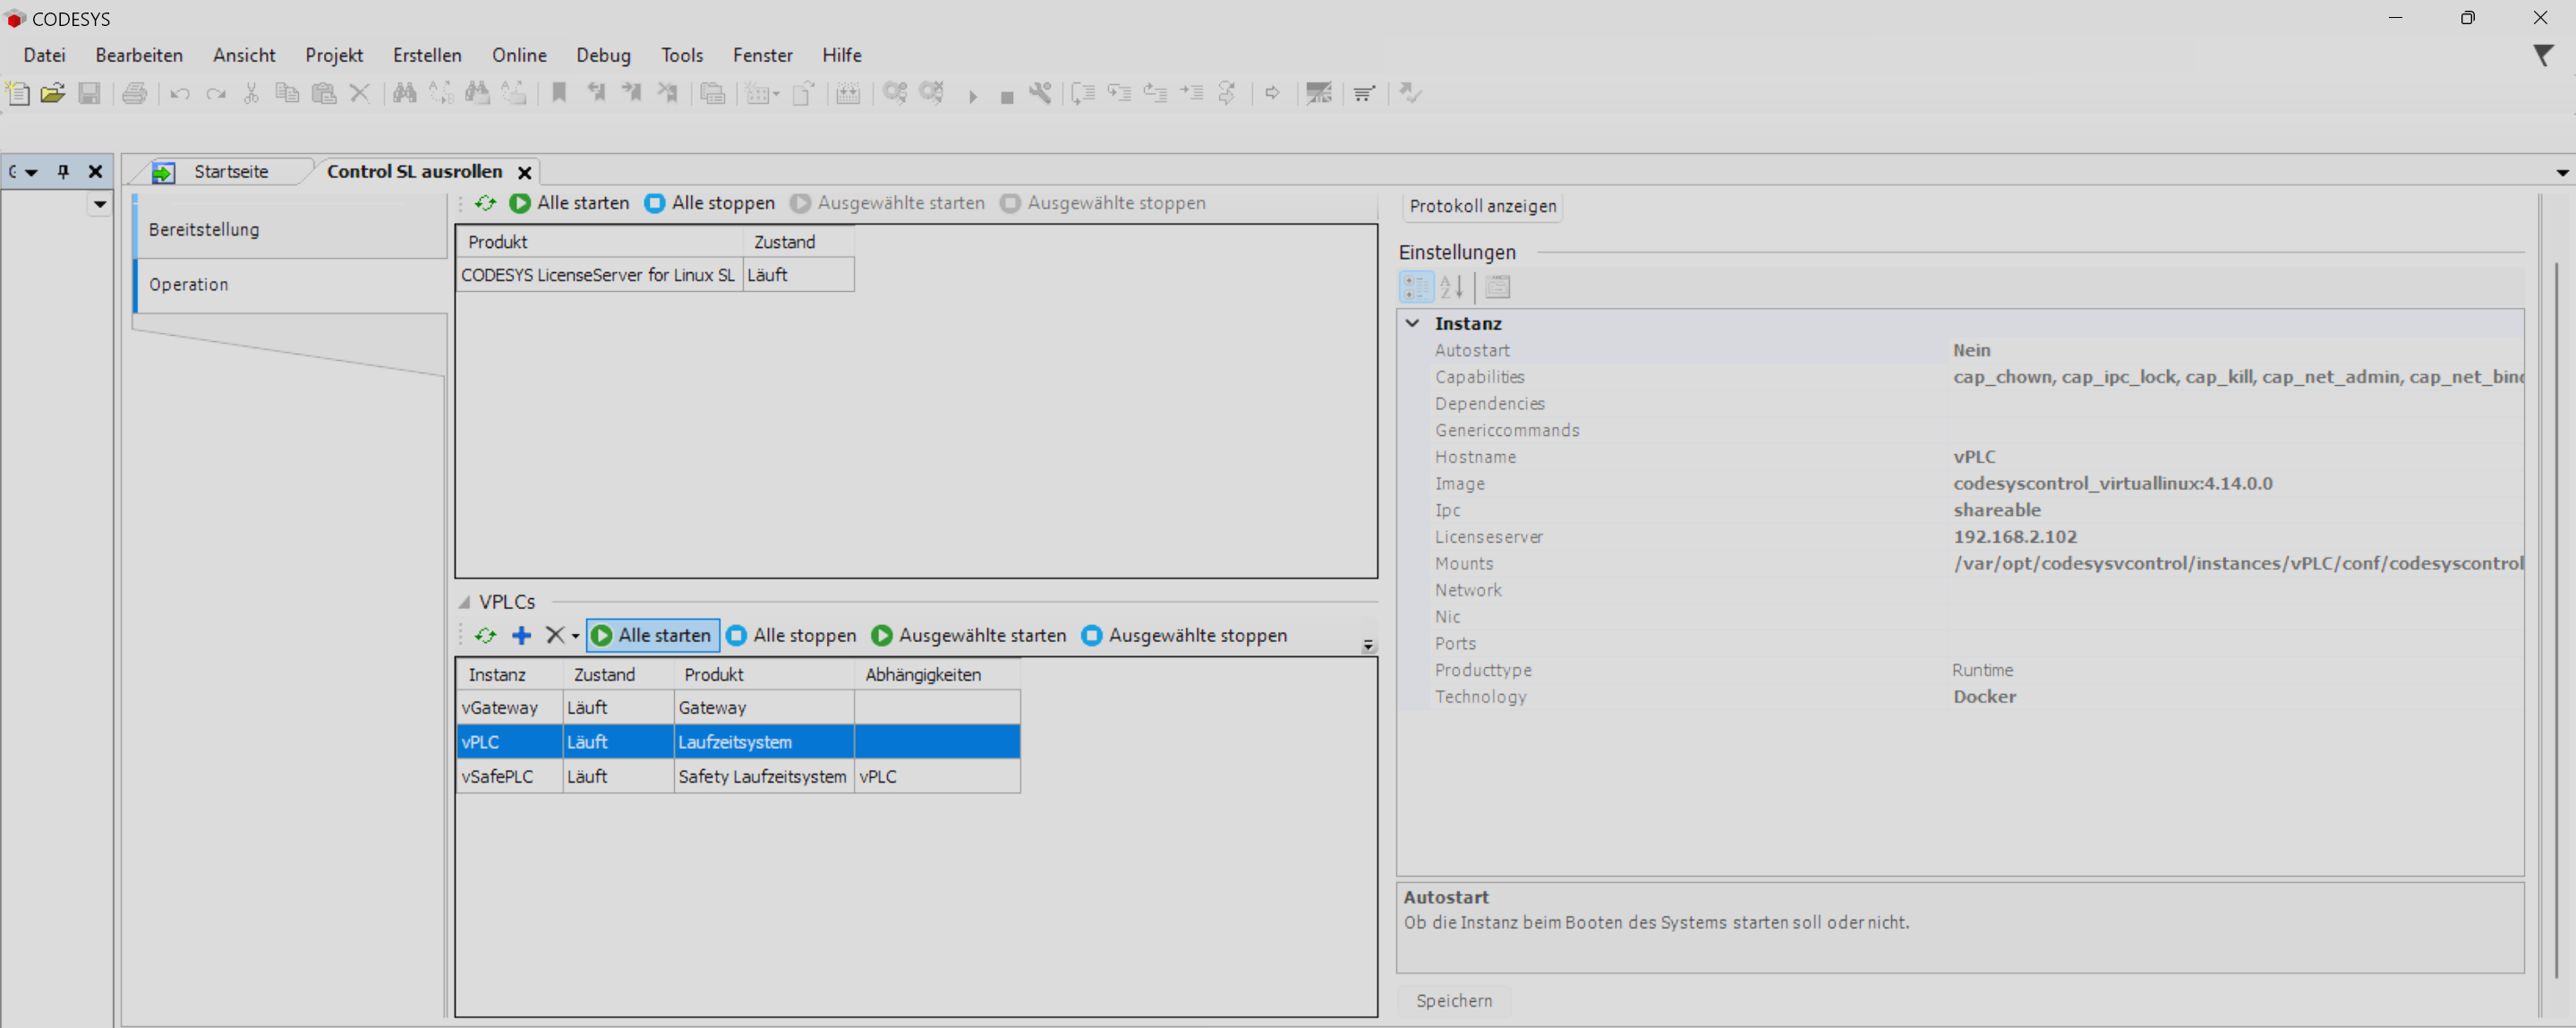 CODESYS
Datei Bearbeiten Ansicht Projekt Erstellen Online Debug Tools Fenster Hilfe
Startseite
Control SL ausrollen
Bereitstellung
Operation
Alle starten Alle stoppen Ausgewählte starten Ausgewählte stoppen
Produkt Zustand
CODESYS LicenseServer for Linux SL Läuft
VPLCs
Alle starten Alle stoppen Ausgewählte starten Ausgewählte stoppen
Instanz Zustand Produkt Abhängigkeiten
vGateway Läuft Gateway
vPLC Läuft Laufzeitsystem
vSafePLC Läuft Safety Laufzeitsystem vPLC
Protokoll anzeigen
Einstellungen
Instanz
Autostart Nein
Capabilities cap_chown, cap_ipc_lock, cap_kill, cap_net_admin, cap_net_bind
Dependencies
Genericcommands
Hostname vPLC
Image codesyscontrol_virtuallinux:4.14.0.0
Ipc shareable
Licenseserver 192.168.2.102
Mounts /var/opt/codesysvcontrol/instances/vPLC/conf/codesyscontrol
Network
Nic
Ports
Producttype Runtime
Technology Docker
Autostart
Ob die Instanz beim Booten des Systems starten soll oder nicht.
Speichern